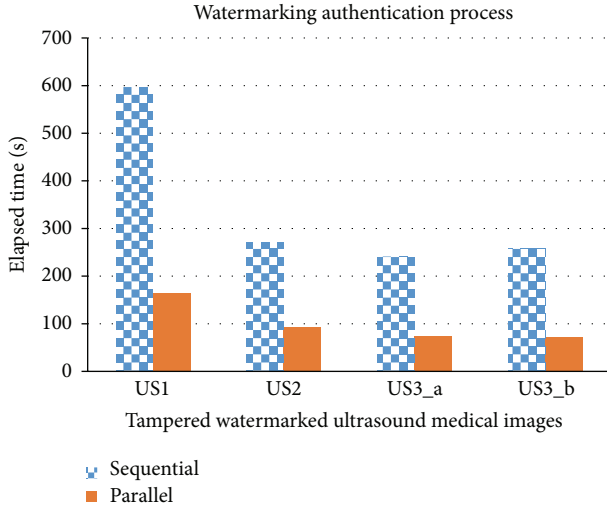 Watermarking authentication process
700
600
500
400
300
200
100
0
Elapsed time (s)
US1 US2 US3_a US3_b
Tampered watermarked ultrasound medical images
Sequential
Parallel